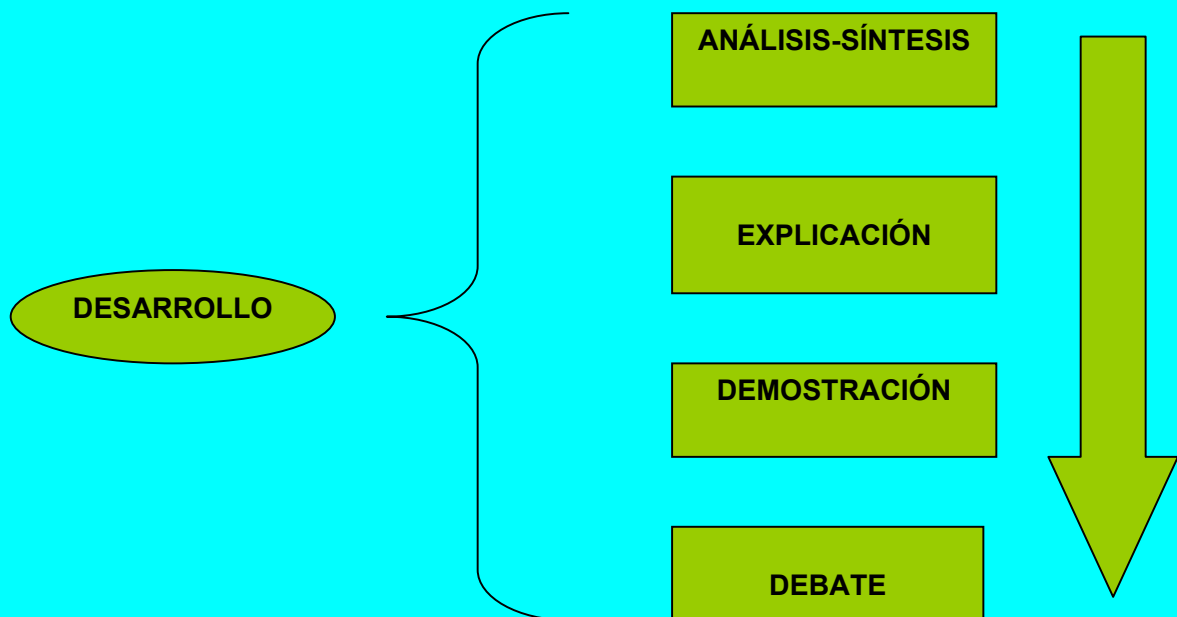 ANÁLISIS-SÍNTESIS
EXPLICACIÓN
DESARROLLO
DEMOSTRACIÓN
DEBATE